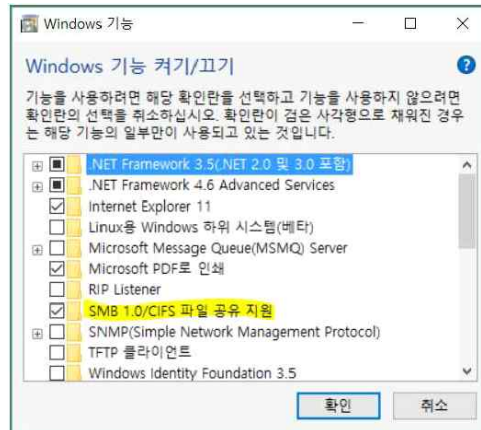 Windows 기능
Windows 기능 켜기/끄기
기능을 사용하려면 해당 확인란을 선택하고 기능을 사용하지 않으려면
확인란의 선택을 취소하십시오. 확인란이 검은 사각형으로 채워진 경우
는 해당 기능의 일부만이 사용되고 있는 것입니다.
.NET Framework 3.5(.NET 2.0 및 3.0 포함)
.NET Framework 4.6 Advanced Services
Internet Explorer 11
Linux용 Windows 하위 시스템(베타)
Microsoft Message Queue(MSMQ) Server
Microsoft PDF로 인쇄
RIP Listener
SMB 1.0/CIFS 파일 공유 지원
SNMP(Simple Network Management Protocol)
TFTP 클라이언트
Windows Identity Foundation 3.5
확인
취소